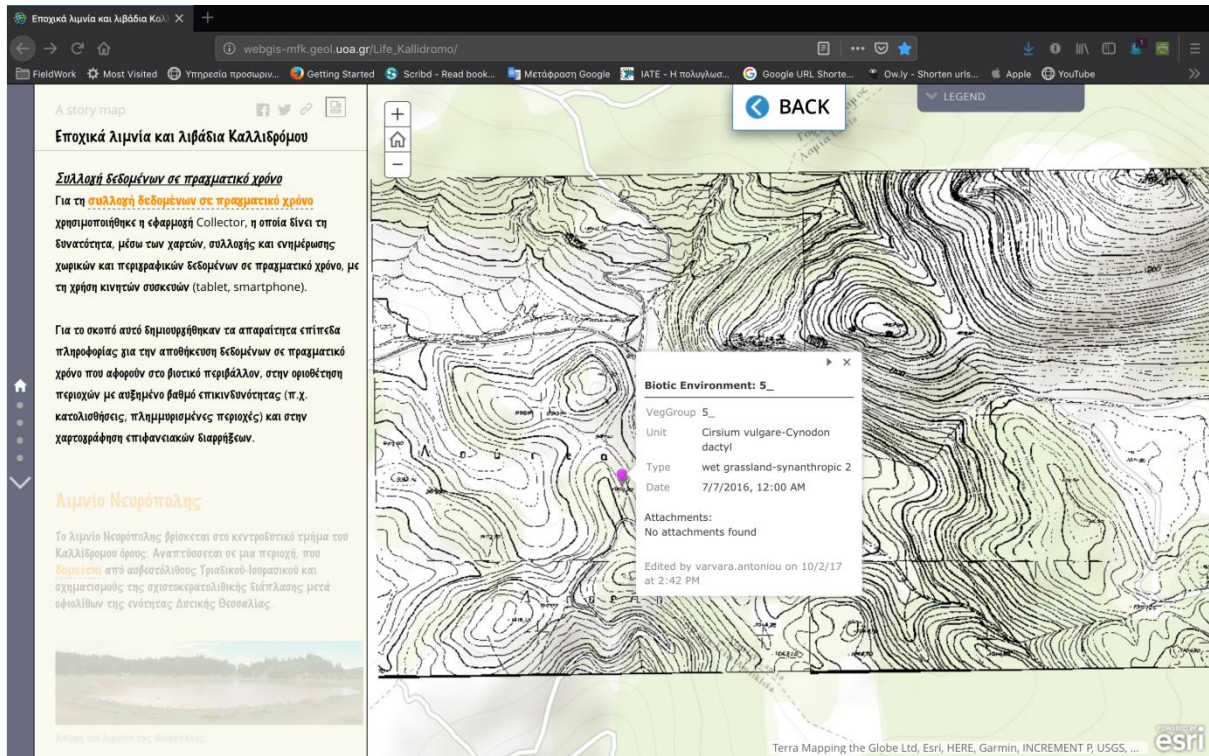 Εποχικά λιμνία και λιβάδια Καλλ
webgis-mfk.geol.uoa.gr/Life_Kallidromo/
FieldWork
Most Visited
Υπηρεσία προσωριν...
Getting Started
Scribd - Read book...
Μετάφραση Google
IATE - Η πολυγλωσ...
Google URL Shorte...
Ow.ly - Shorten urls...
Apple
YouTube
A story map
Εποχικά λιμνία και λιβάδια Καλλιδρόμου
Συλλογή δεδομένων σε πραγματικό χρόνο
Για τη συλλογή δεδομένων σε πραγματικό χρόνο
χρησιμοποιήθηκε η εφαρμογή Collector, η οποία δίνει τη
δυνατότητα, μέσω των χαρτών, συλλογής και ενημέρωσης
χωρικών και περιγραφικών δεδομένων σε πραγματικό χρόνο, με
τη χρήση κινητών συσκευών (tablet, smartphone).
Για το σκοπό αυτό δημιουργήθηκαν τα απαραίτητα επίπεδα
πληροφορίας για την αποθήκευση δεδομένων σε πραγματικό
χρόνο που αφορούν στο βιοτικό περιβάλλον, στην οριοθέτηση
περιοχών με αυξημένο βαθμό επικινδυνότητας (π.χ.
κατολισθήσεις, πλημμυρισμένες περιοχές) και στην
χαρτογράφηση επιφανειακών διαρρήξεων.
Λιμνίο Νευρόπολης
Το λιμνίο Νευρόπολης βρίσκεται στο κεντροδυτικό τμήμα του
Καλλίδρομου όρους. Αναπτύσσεται σε μια περιοχή, που
δομείται από ασβεστόλιθους Τριαδικού-Ιουρασικού και
σχηματισμούς της σχιστοκερατολιθικής διάπλασης μετά
οφιολίθων της ενότητας Δυτικής Θεσσαλίας.
Άποψη του λιμνίου της Νευρόπολης
BACK
LEGEND
Biotic Environment: 5_
VegGroup 5_
Unit Cirsium vulgare-Cynodon
dactyl
Type wet grassland-synanthropic 2
Date 7/7/2016, 12:00 AM
Attachments:
No attachments found
Edited by varvara.antoniou on 10/2/17
at 2:42 PM
Terra Mapping the Globe Ltd, Esri, HERE, Garmin, INCREMENT P, USGS, ...
POWERED BY
esri